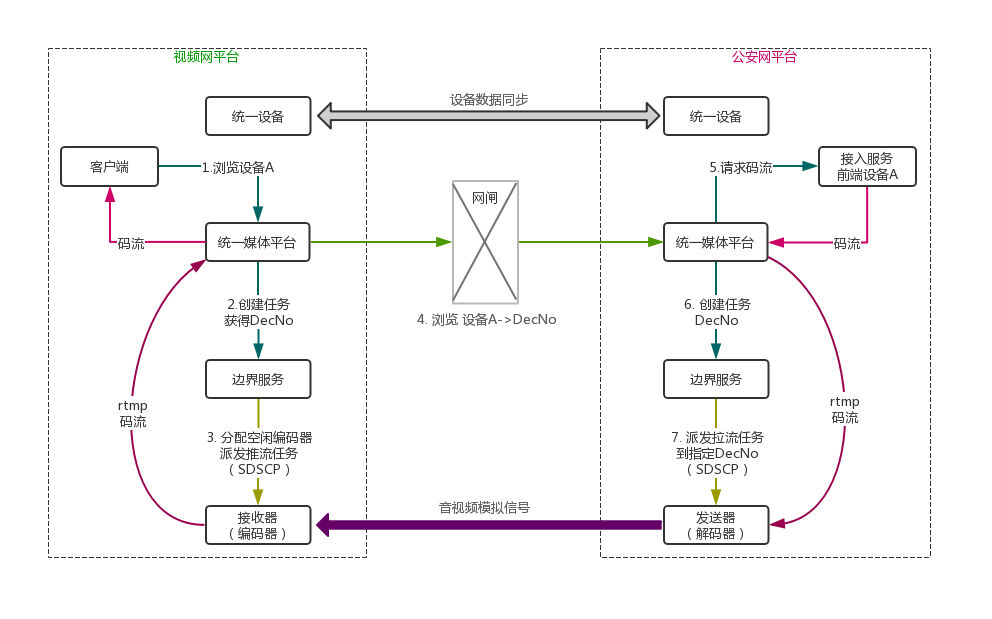 视频网平台
公安网平台
设备数据同步
统一设备
统一设备
客户端
1.浏览设备A
5.请求码流
接入服务
前端设备A
网闸
码流
统一媒体平台
统一媒体平台
码流
2.创建任务
获得DecNo
4. 浏览 设备A->DecNo
6. 创建任务
DecNo
边界服务
边界服务
rtmp
码流
rtmp
码流
3. 分配空闲编码器
派发推流任务
（SDSCP）
7. 派发拉流任务
到指定DecNo
（SDSCP）
音视频模拟信号
接收器
（编码器）
发送器
（解码器）